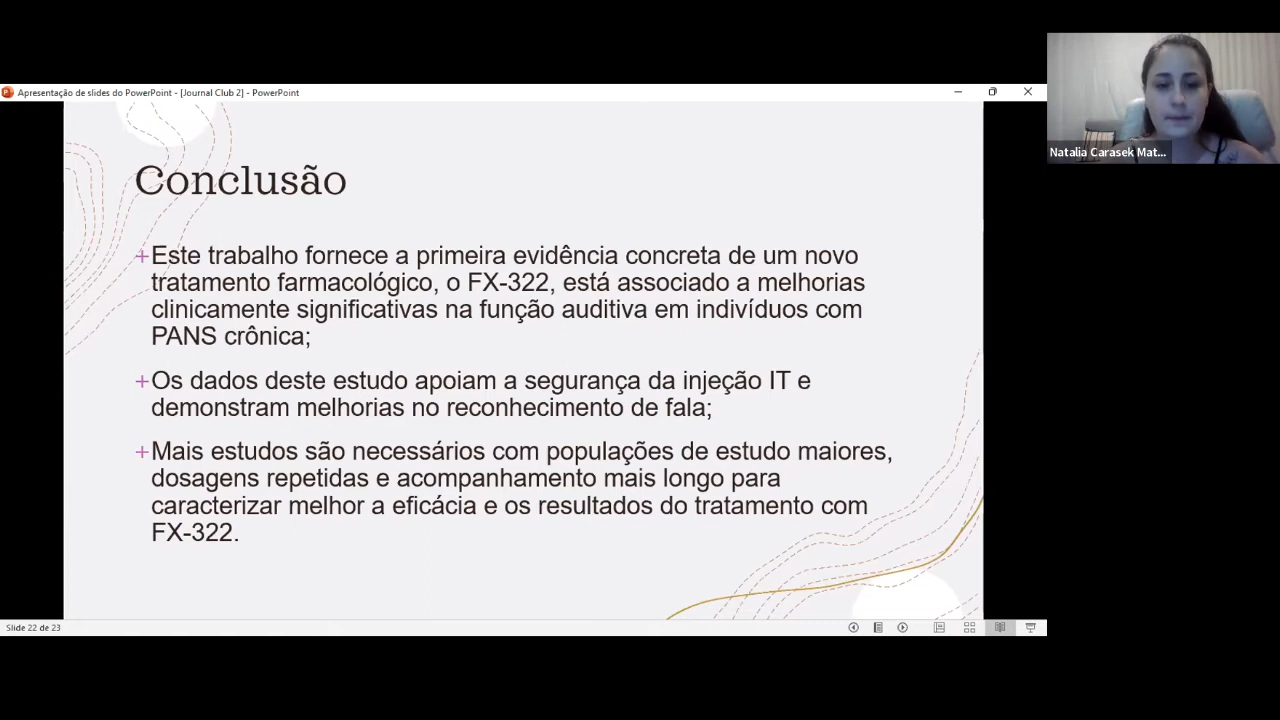 Apresentação de slides do PowerPoint - [Journal Club 2] - PowerPoint
Natalia Carasek Mat...
Conclusão
+Este trabalho fornece a primeira evidência concreta de um novo
tratamento farmacológico, o FX-322, está associado a melhorias
clinicamente significativas na função auditiva em indivíduos com
PANS crônica;
+Os dados deste estudo apoiam a segurança da injeção IT e
demonstram melhorias no reconhecimento de fala;
+Mais estudos são necessários com populações de estudo maiores,
dosagens repetidas e acompanhamento mais longo para
caracterizar melhor a eficácia e os resultados do tratamento com
FX-322.
Slide 22 de 23